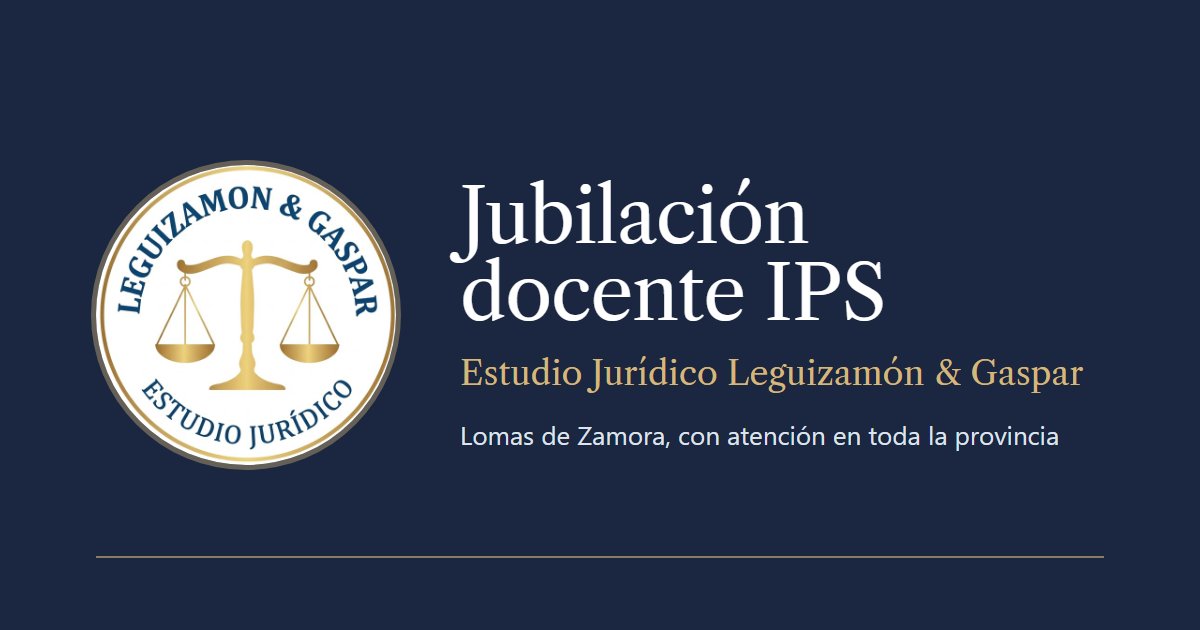 LEGUIZAMON & GASPAR
ESTUDIO JURÍDICO
Jubilación
docente IPS
Estudio Jurídico Leguizamón & Gaspar
Lomas de Zamora, con atención en toda la provincia